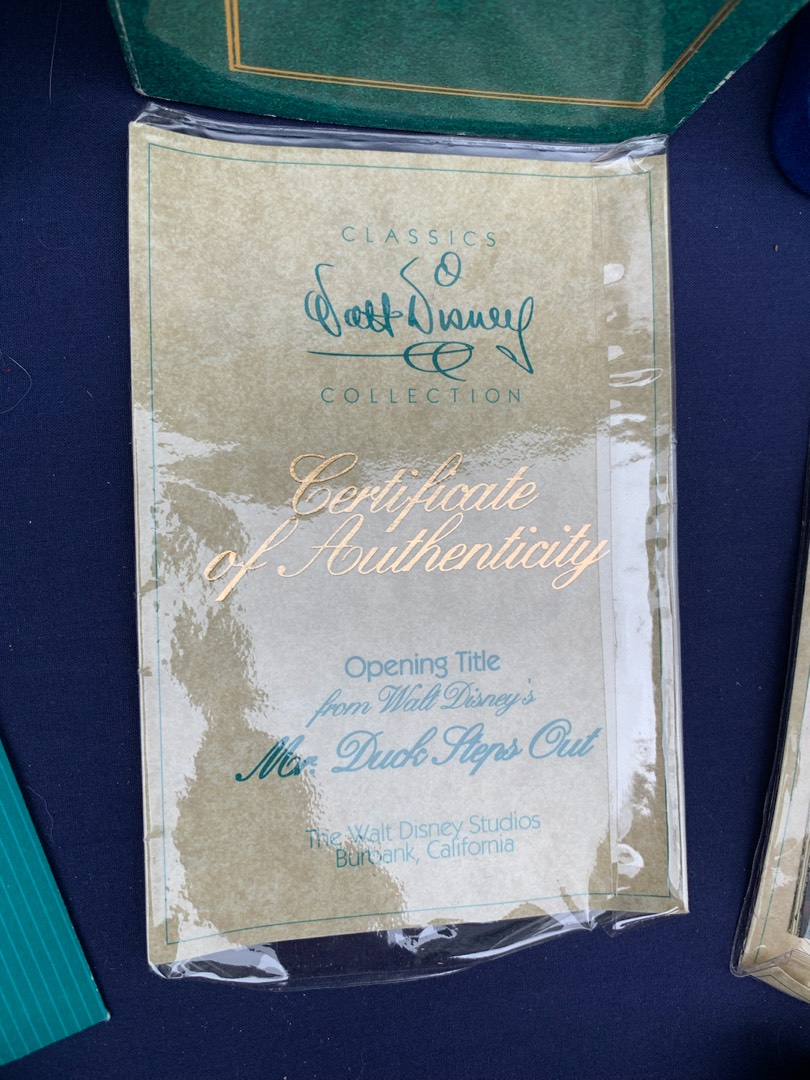 CLASSICS
Walt Disney
COLLECTION
Certificate
of Authenticity
Opening Title
from Walt Disney's
Mr. Duck Steps Out
The Walt Disney Studios
Burbank, California